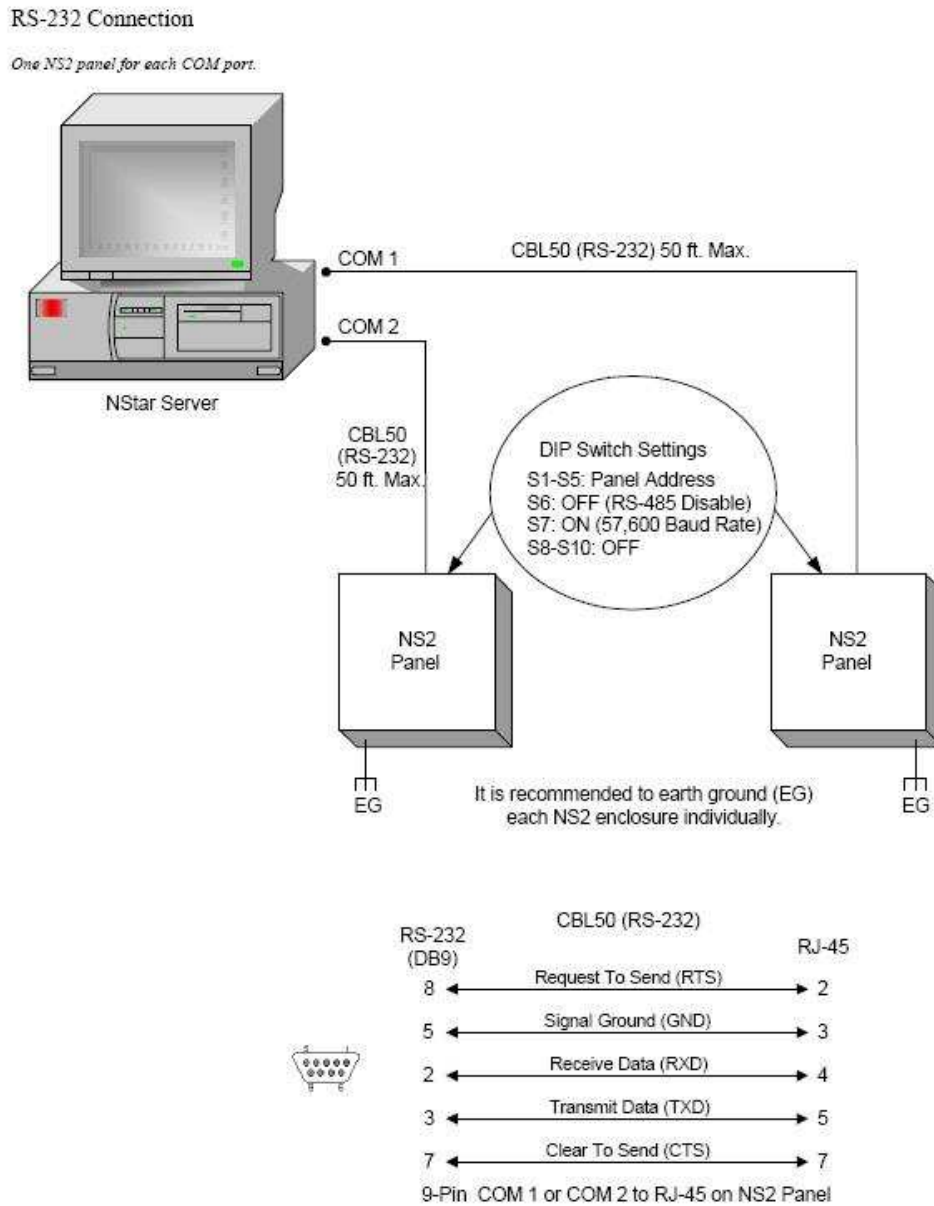 RS-232 Connection
One NS2 panel for each COM port.
COM 1
CBL50 (RS-232) 50 ft. Max.
COM 2
NStar Server
CBL50
(RS-232)
50 ft. Max.
DIP Switch Settings
S1-S5: Panel Address
S6: OFF (RS-485 Disable)
S7: ON (57,600 Baud Rate)
S8-S10: OFF
NS2
Panel
NS2
Panel
EG
It is recommended to earth ground (EG)
each NS2 enclosure individually.
EG
CBL50 (RS-232)
RS-232
(DB9)
RJ-45
8 Request To Send (RTS) 2
5 Signal Ground (GND) 3
2 Receive Data (RXD) 4
3 Transmit Data (TXD) 5
7 Clear To Send (CTS) 7
9-Pin COM 1 or COM 2 to RJ-45 on NS2 Panel